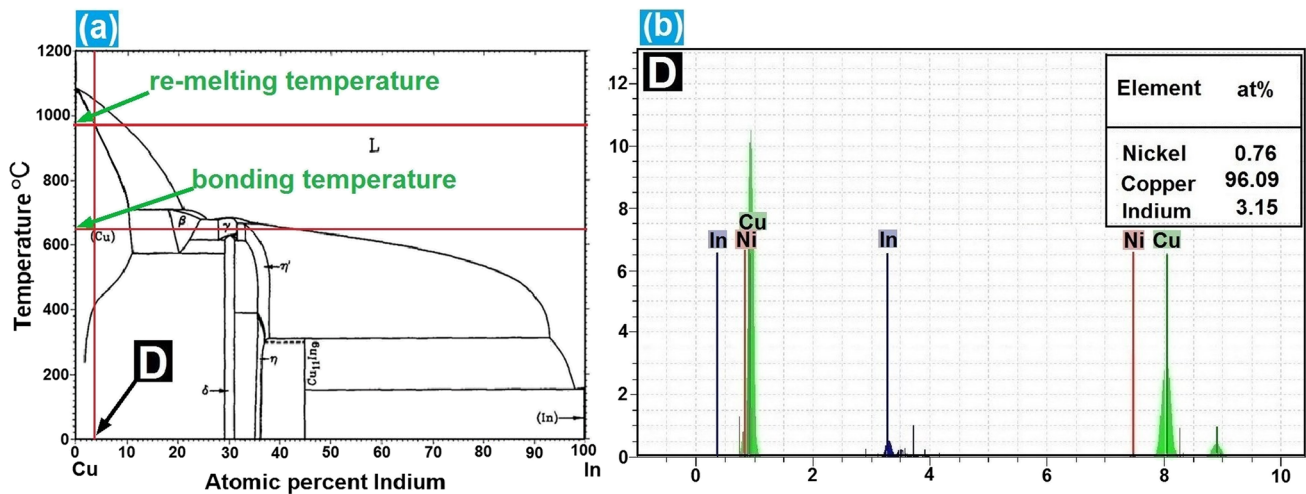 (a)
1200
1000
800
600
400
200
0
Temperature °C
re-melting temperature
L
bonding temperature
β
γ
(Cu)
η'
D
δ
η
Cu11In9
(In)
0 10 20 30 40 50 60 70 80 90 100
Cu
Atomic percent Indium
In
(b)
D
12
10
8
6
4
2
0
Element at%
Nickel 0.76
Copper 96.09
Indium 3.15
Cu
In Ni In Ni Cu
0 2 4 6 8 10